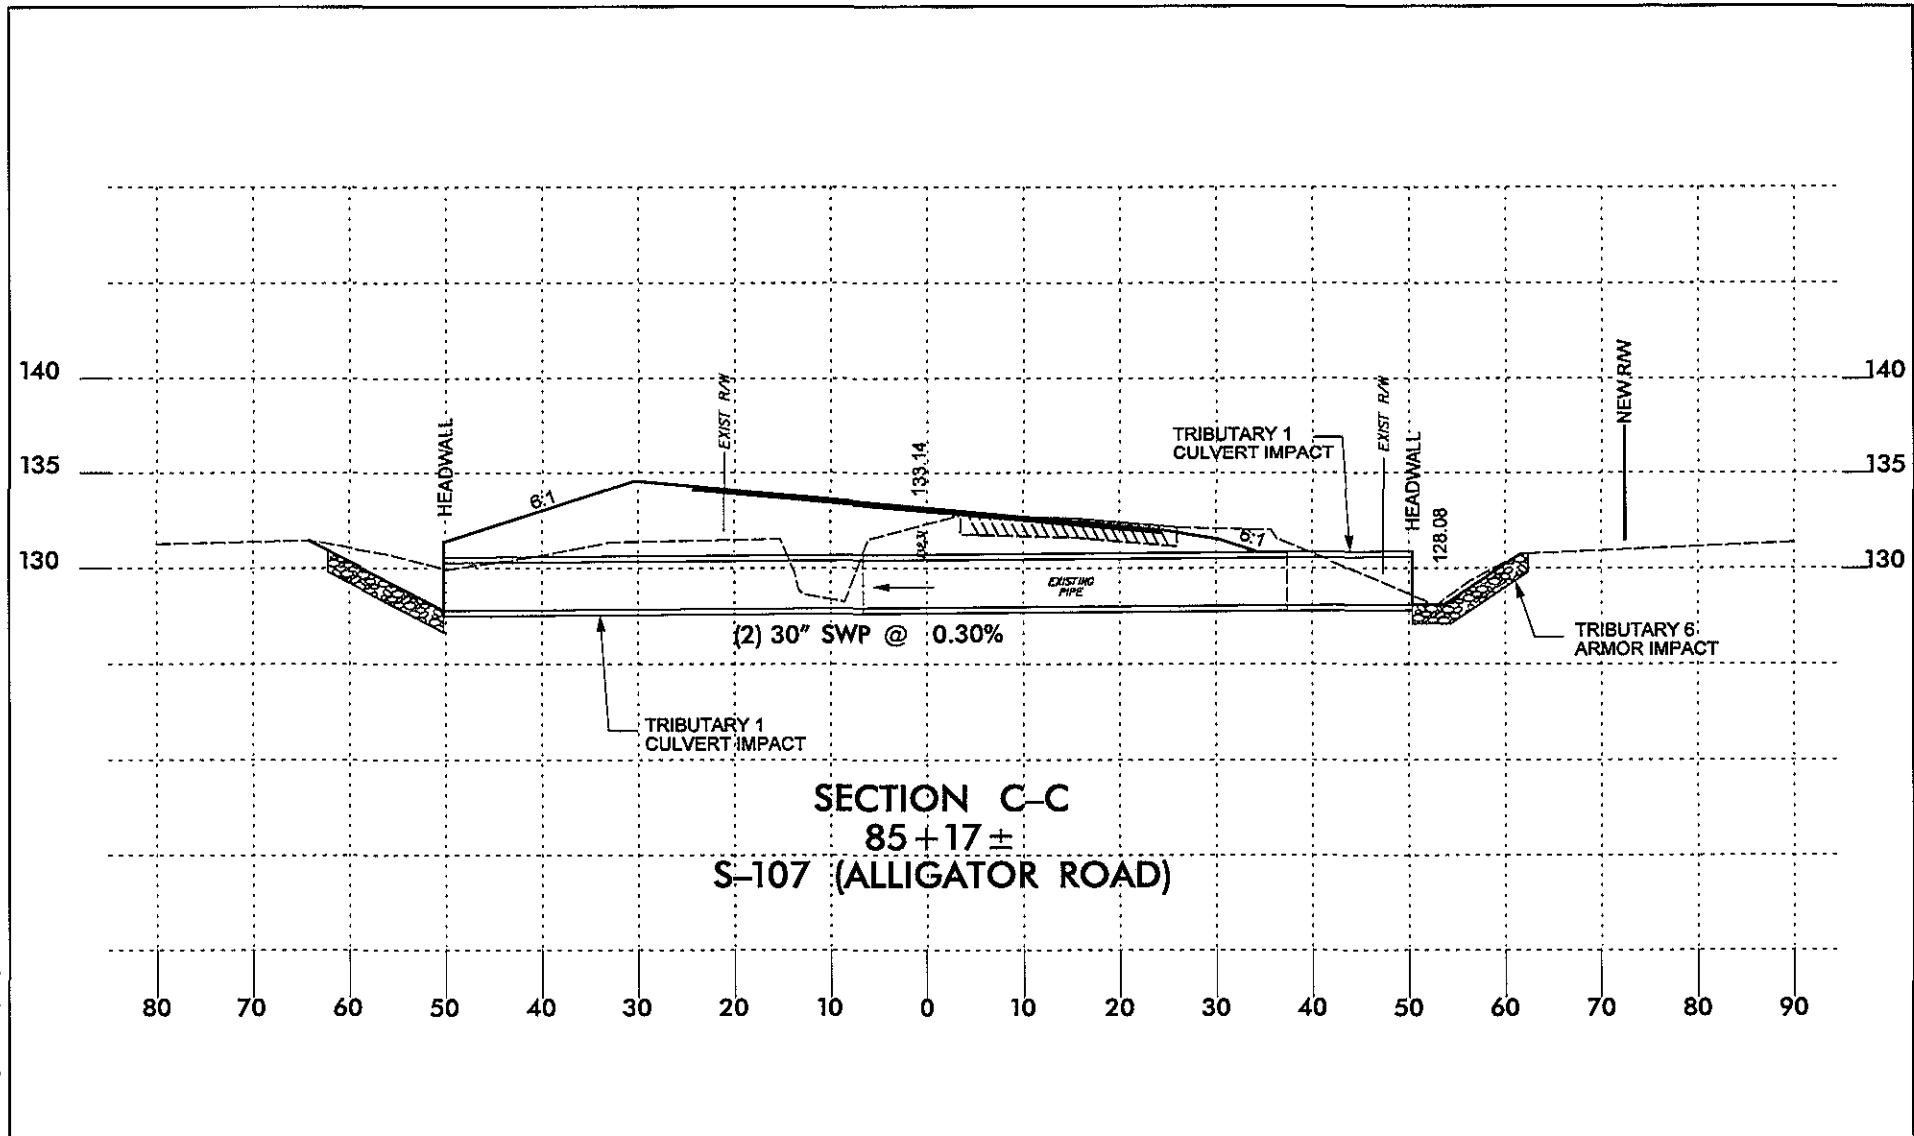 140
140
135
135
130
130
HEADWALL
6:1
EXIST R/W
133.14
TRIBUTARY 1
CULVERT IMPACT
EXIST R/W
HEADWALL
128.08
NEW R/W
6:1
EXISTING
PIPE
(2) 30" SWP @ 0.30%
TRIBUTARY 6
ARMOR IMPACT
TRIBUTARY 1
CULVERT IMPACT
SECTION C-C
85+17 ±
S-107 (ALLIGATOR ROAD)
80 70 60 50 40 30 20 10 0 10 20 30 40 50 60 70 80 90